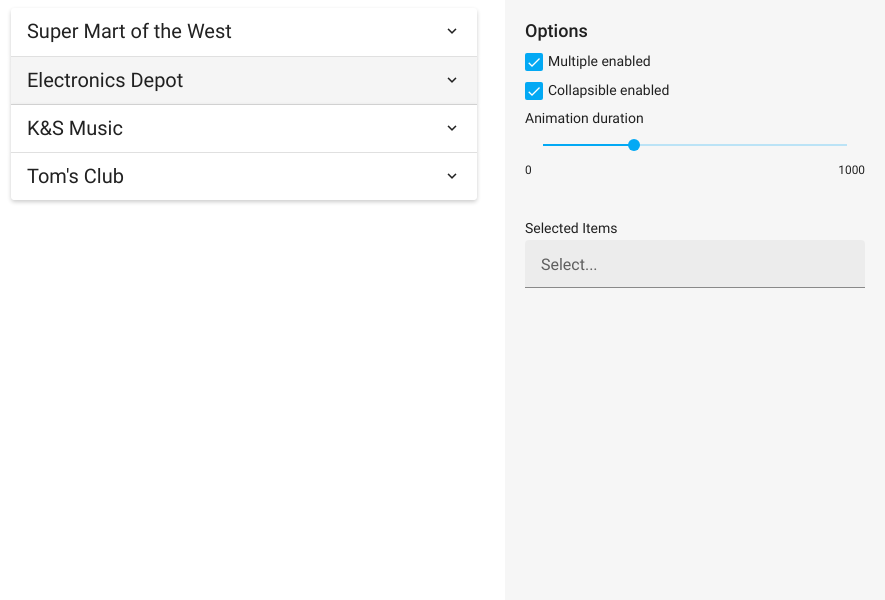 Super Mart of the West
Electronics Depot
K&S Music
Tom's Club
Options
Multiple enabled
Collapsible enabled
Animation duration
0 1000
Selected Items
Select...